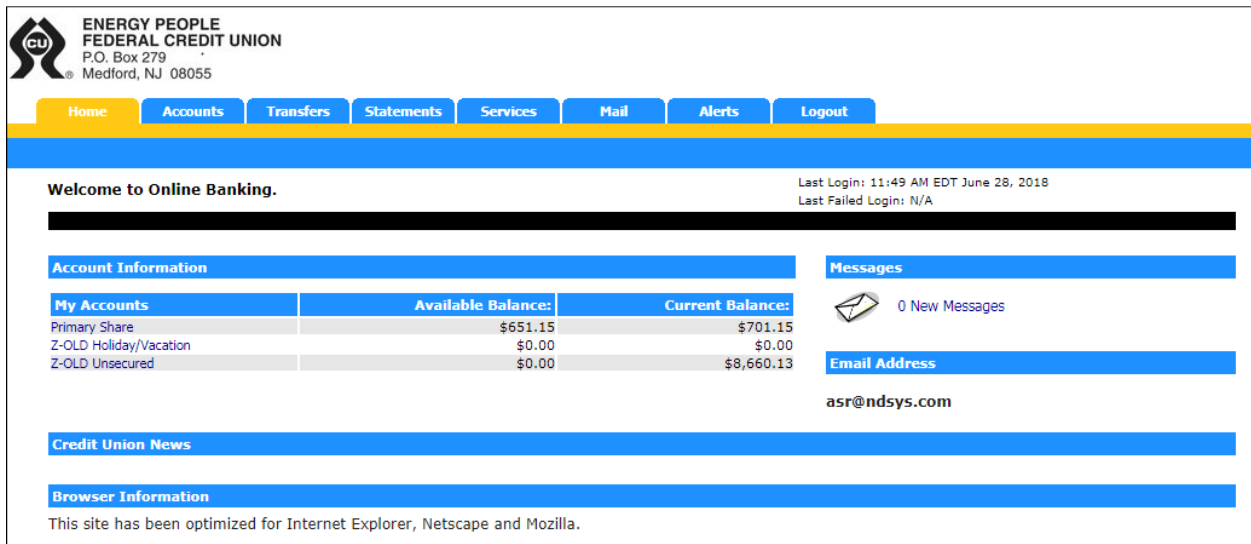 CU
ENERGY PEOPLE
FEDERAL CREDIT UNION
P.O. Box 279
® Medford, NJ 08055
Home Accounts Transfers Statements Services Mail Alerts Logout
Welcome to Online Banking.
Last Login: 11:49 AM EDT June 28, 2018
Last Failed Login: N/A
Account Information
My Accounts Available Balance: Current Balance:
Primary Share $651.15 $701.15
Z-OLD Holiday/Vacation $0.00 $0.00
Z-OLD Unsecured $0.00 $8,660.13
Messages
0 New Messages
Email Address
asr@ndsys.com
Credit Union News
Browser Information
This site has been optimized for Internet Explorer, Netscape and Mozilla.